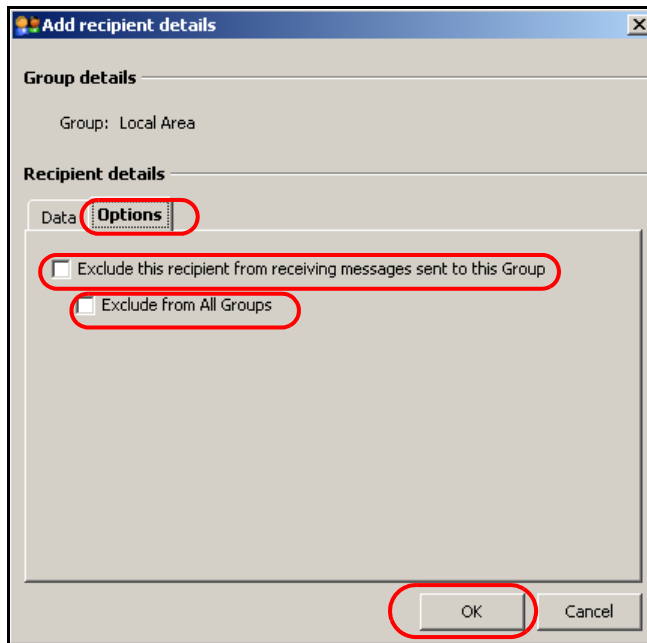 Add recipient details
Group details
Group: Local Area
Recipient details
Data Options
Exclude this recipient from receiving messages sent to this Group
Exclude from All Groups
OK Cancel